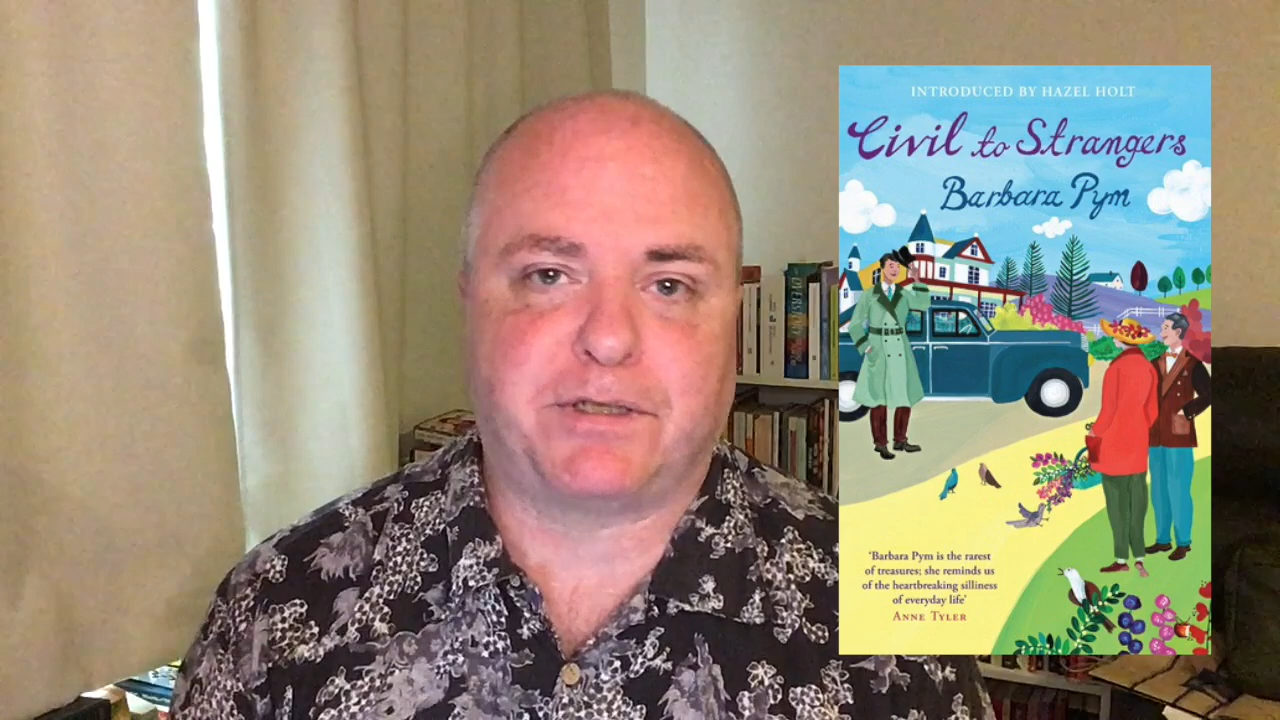 INTRODUCED BY HAZEL HOLT
Civil to Strangers
Barbara Pym
'Barbara Pym is the rarest
of treasures; she reminds us
of the heartbreaking silliness
of everyday life'
ANNE TYLER